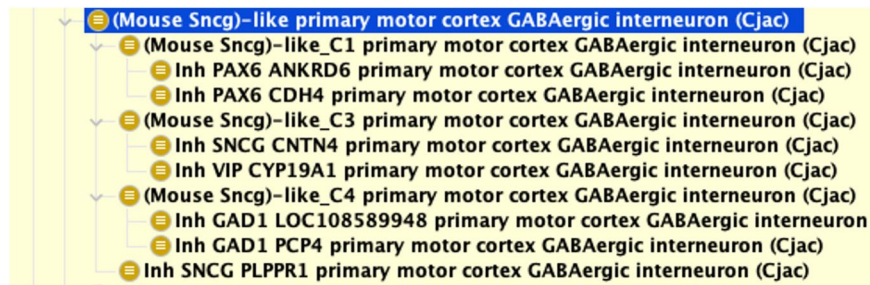 (Mouse Sncg)-like primary motor cortex GABAergic interneuron (Cjac)
(Mouse Sncg)-like_C1 primary motor cortex GABAergic interneuron (Cjac)
Inh PAX6 ANKRD6 primary motor cortex GABAergic interneuron (Cjac)
Inh PAX6 CDH4 primary motor cortex GABAergic interneuron (Cjac)
(Mouse Sncg)-like_C3 primary motor cortex GABAergic interneuron (Cjac)
Inh SNCG CNTN4 primary motor cortex GABAergic interneuron (Cjac)
Inh VIP CYP19A1 primary motor cortex GABAergic interneuron (Cjac)
(Mouse Sncg)-like_C4 primary motor cortex GABAergic interneuron (Cjac)
Inh GAD1 LOC108589948 primary motor cortex GABAergic interneuron
Inh GAD1 PCP4 primary motor cortex GABAergic interneuron (Cjac)
Inh SNCG PLPPR1 primary motor cortex GABAergic interneuron (Cjac)